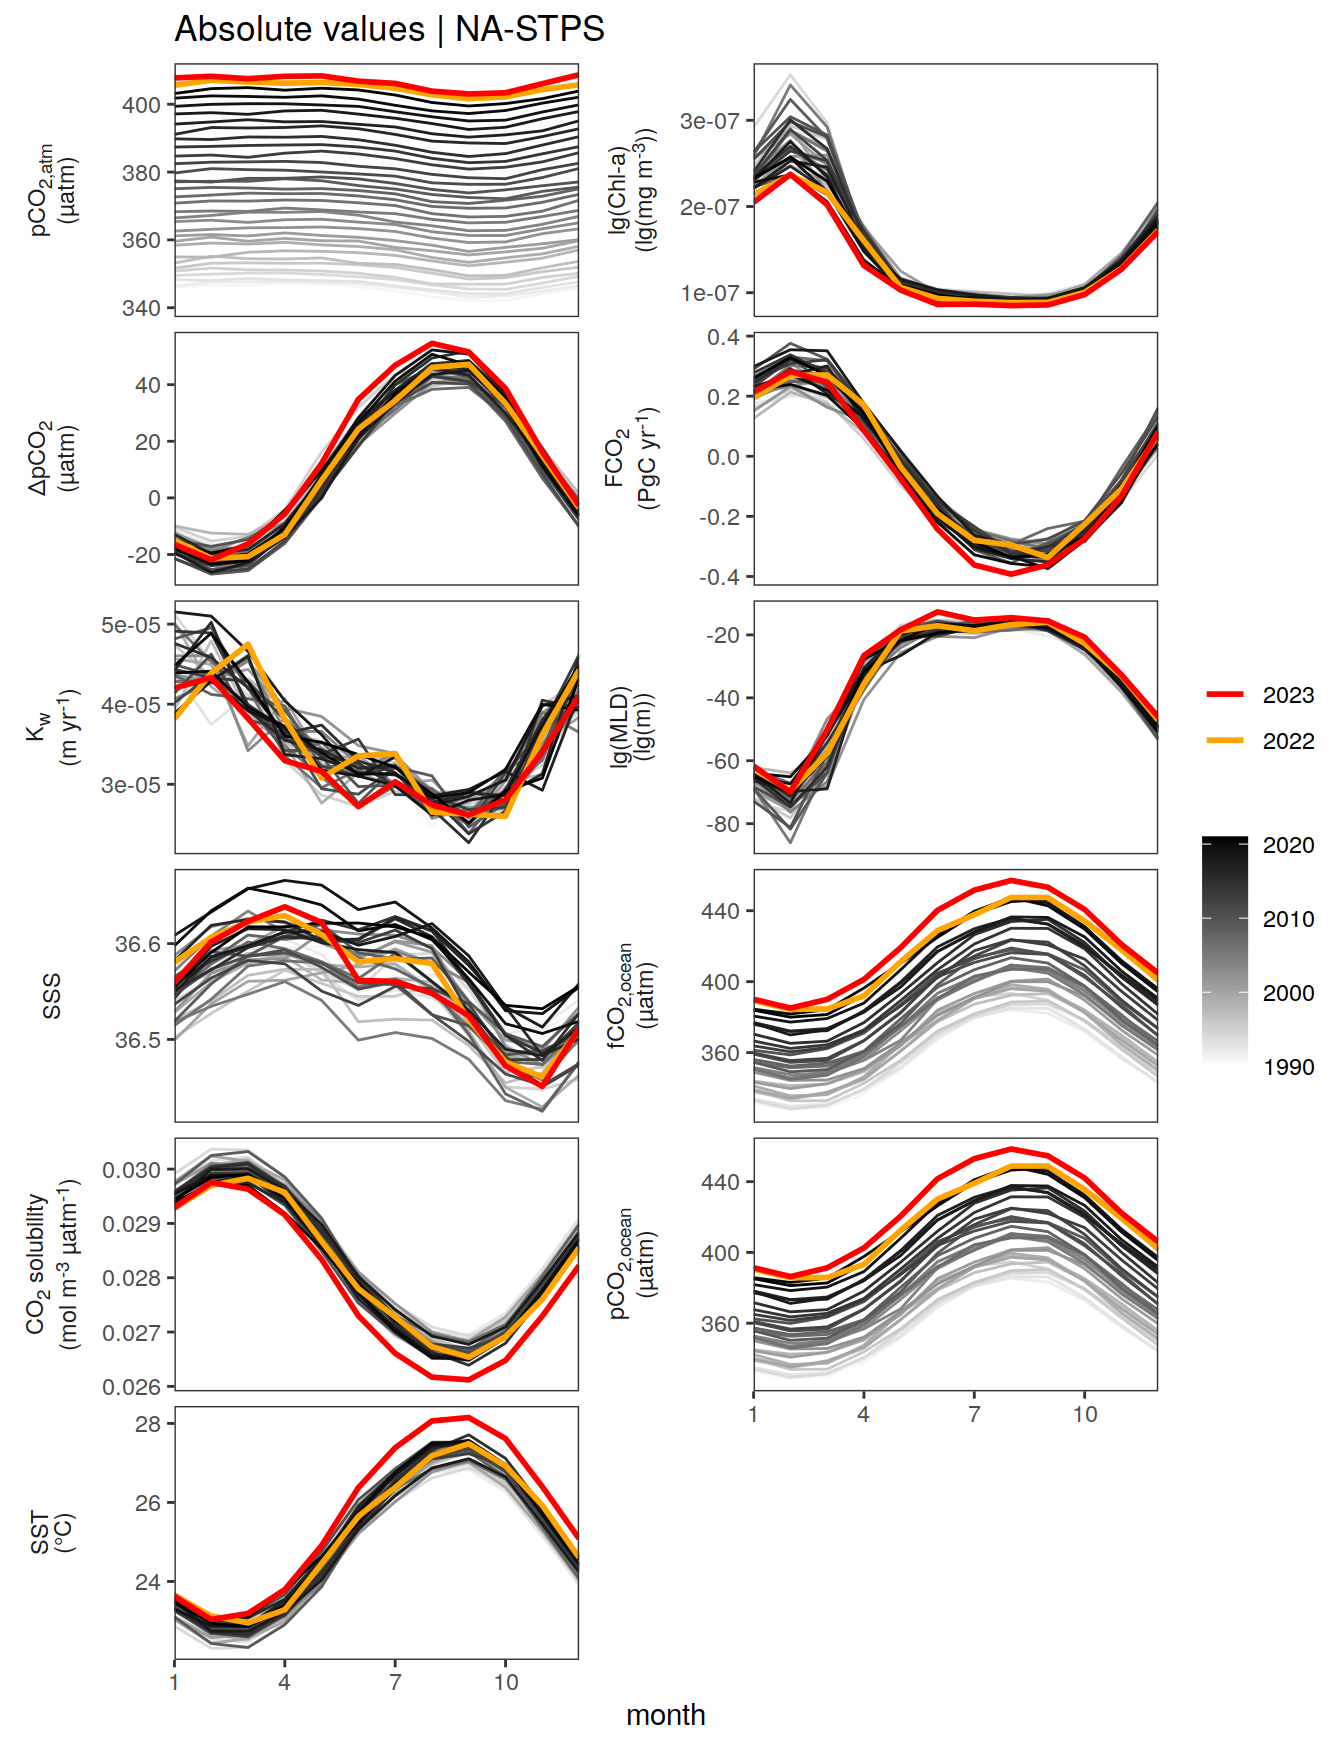 Absolute values | NA-STPS
pCO2,atm
(µatm)
400
380
360
340
lg(Chl-a)
(lg(mg m-3))
3e-07
2e-07
1e-07
ΔpCO2
(µatm)
40
20
0
-20
FCO2
(PgC yr-1)
0.4
0.2
0.0
-0.2
-0.4
Kw
(m yr-1)
5e-05
4e-05
3e-05
lg(MLD)
(lg(m))
-20
-40
-60
-80
SSS
36.6
36.5
fCO2,ocean
(µatm)
440
400
360
CO2 solubility
(mol m-3 µatm-1)
0.030
0.029
0.028
0.027
0.026
pCO2,ocean
(µatm)
440
400
360
1 4 7 10
SST
(°C)
28
26
24
1 4 7 10
month
2023
2022
2020
2010
2000
1990